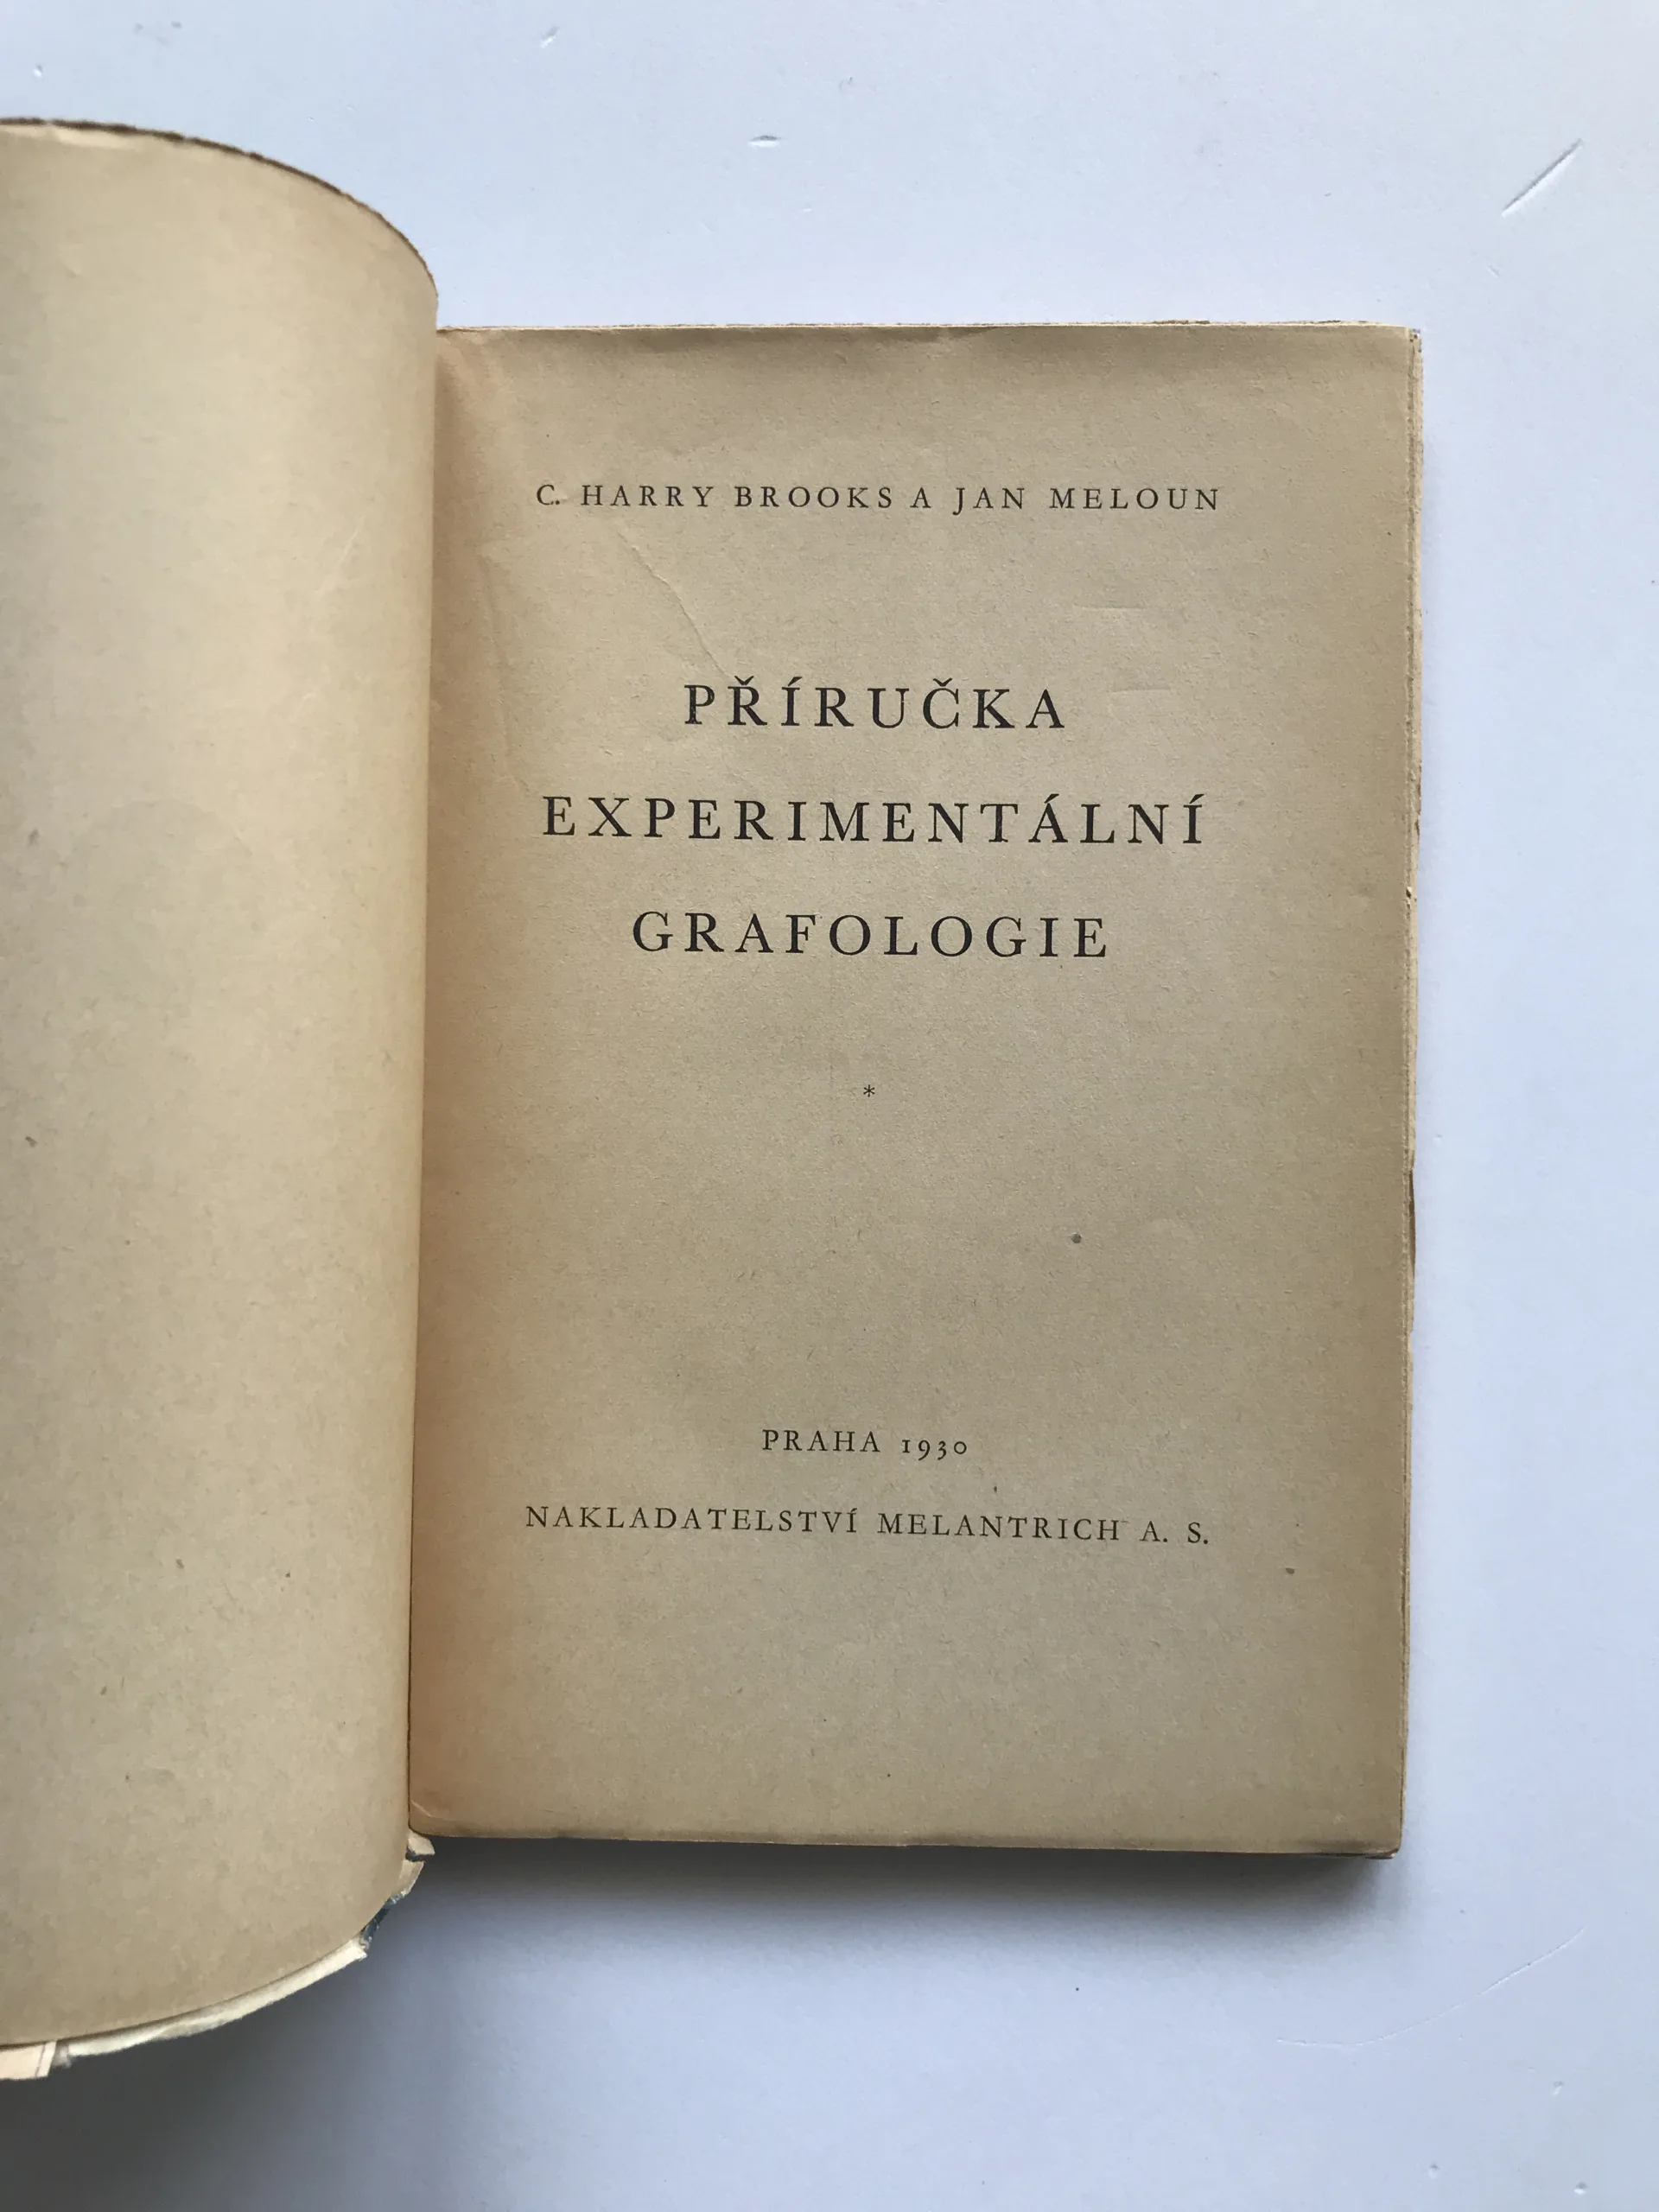 C. HARRY BROOKS A JAN MELOUN
PŘÍRUČKA
EXPERIMENTÁLNÍ
GRAFOLOGIE
*
PRAHA 1930
NAKLADATELSTVÍ MELANTRICH A. S.